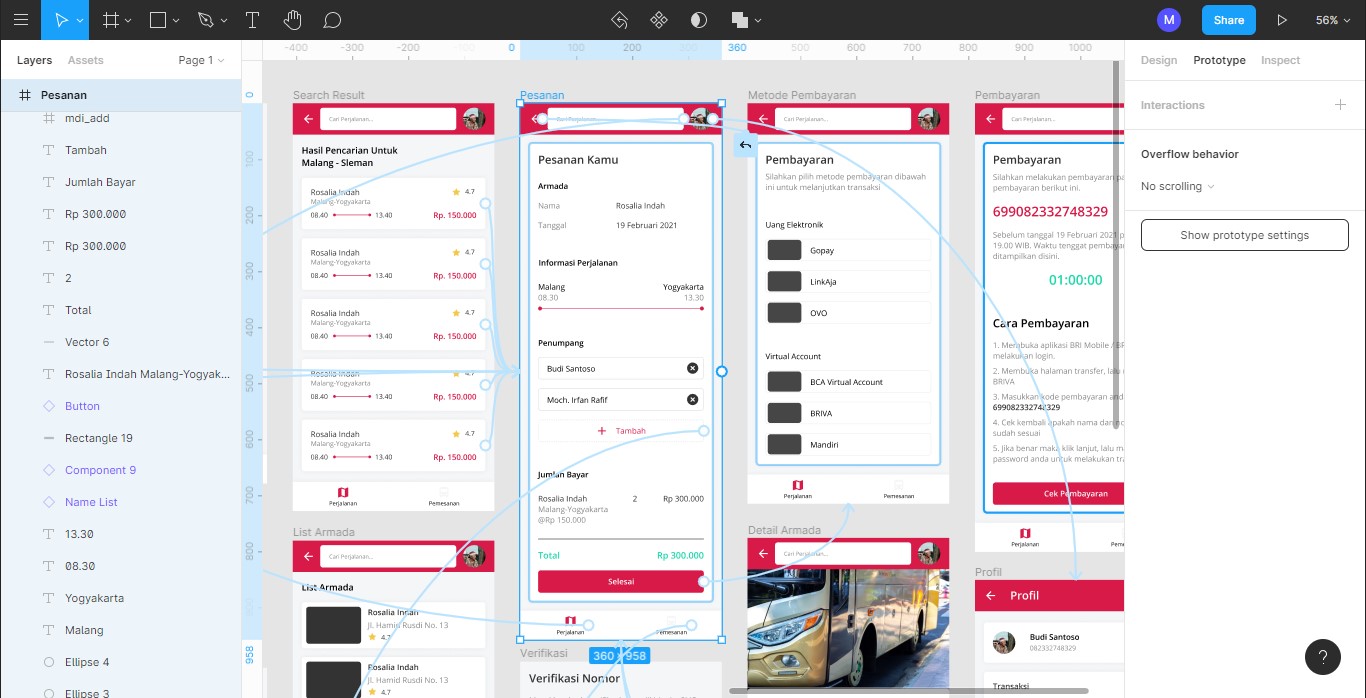 M
Share
56%
Layers
Assets
Page 1
Pesanan
mdi_add
Tambah
Jumlah Bayar
Rp 300.000
Rp 300.000
2
Total
Vector 6
Rosalia Indah Malang-Yogyak...
Button
Rectangle 19
Component 9
Name List
13.30
08.30
Yogyakarta
Malang
Ellipse 4
Ellipse 3
-400
-300
-200
0
100
200
300
360
500
600
700
800
900
1000
0
100
200
300
400
500
600
700
800
958
Search Result
Cari Perjalanan...
Hasil Pencarian Untuk
Malang - Sleman
Rosalia Indah
4.7
Malang-Yogyakarta
08.40
13.40
Rp. 150.000
Rosalia Indah
4.7
Malang-Yogyakarta
08.40
13.40
Rp. 150.000
Rosalia Indah
4.7
Malang-Yogyakarta
08.40
13.40
Rp. 150.000
Rosalia Indah
4.7
Malang-Yogyakarta
08.40
13.40
Rp. 150.000
Rosalia Indah
4.7
Malang-Yogyakarta
08.40
13.40
Rp. 150.000
Perjalanan
Pemesanan
List Armada
Cari Perjalanan...
List Armada
Rosalia Indah
Jl. Hamid Rusdi No. 13
4.7
Rosalia Indah
Jl. Hamid Rusdi No. 13
4.7
Pesanan
Cari Perjalanan...
Pesanan Kamu
Armada
Nama
Rosalia Indah
Tanggal
19 Februari 2021
Informasi Perjalanan
Malang
Yogyakarta
08.30
13.30
Penumpang
Budi Santoso
Moch. Irfan Rafif
Tambah
Jumlah Bayar
Rosalia Indah
2
Rp 300.000
Malang-Yogyakarta
@Rp 150.000
Total
Rp 300.000
Selesai
Perjalanan
Pemesanan
360 × 958
Verifikasi
Verifikasi Nomor
Metode Pembayaran
Cari Perjalanan...
Pembayaran
Silahkan pilih metode pembayaran dibawah
ini untuk melanjutkan transaksi
Uang Elektronik
Gopay
LinkAja
OVO
Virtual Account
BCA Virtual Account
BRIVA
Mandiri
Perjalanan
Pemesanan
Detail Armada
Cari Perjalanan...
Pembayaran
Cari Perjalanan...
Pembayaran
Silahkan melakukan pembayaran pa
pembayaran berikut ini.
699082332748329
Sebelum tanggal 19 Februari 2021 p
19.00 WIB. Waktu tenggat pembaya
ditampilkan disini.
01:00:00
Cara Pembayaran
1. Membuka aplikasi BRI Mobile / BR
melakukan login.
2. Membuka halaman transfer, lalu
BRIVA
3. Masukkan kode pembayaran and
699082332748329
4. Cek kembali apakah nama dan no
sudah sesuai
5. Jika benar maka klik lanjut, lalu m
password anda untuk melakukan tr
Cek Pembayaran
Perjalanan
Peme
Profil
Profil
Budi Santoso
082332748329
Transaksi
Design
Prototype
Inspect
Interactions
Overflow behavior
No scrolling
Show prototype settings
?